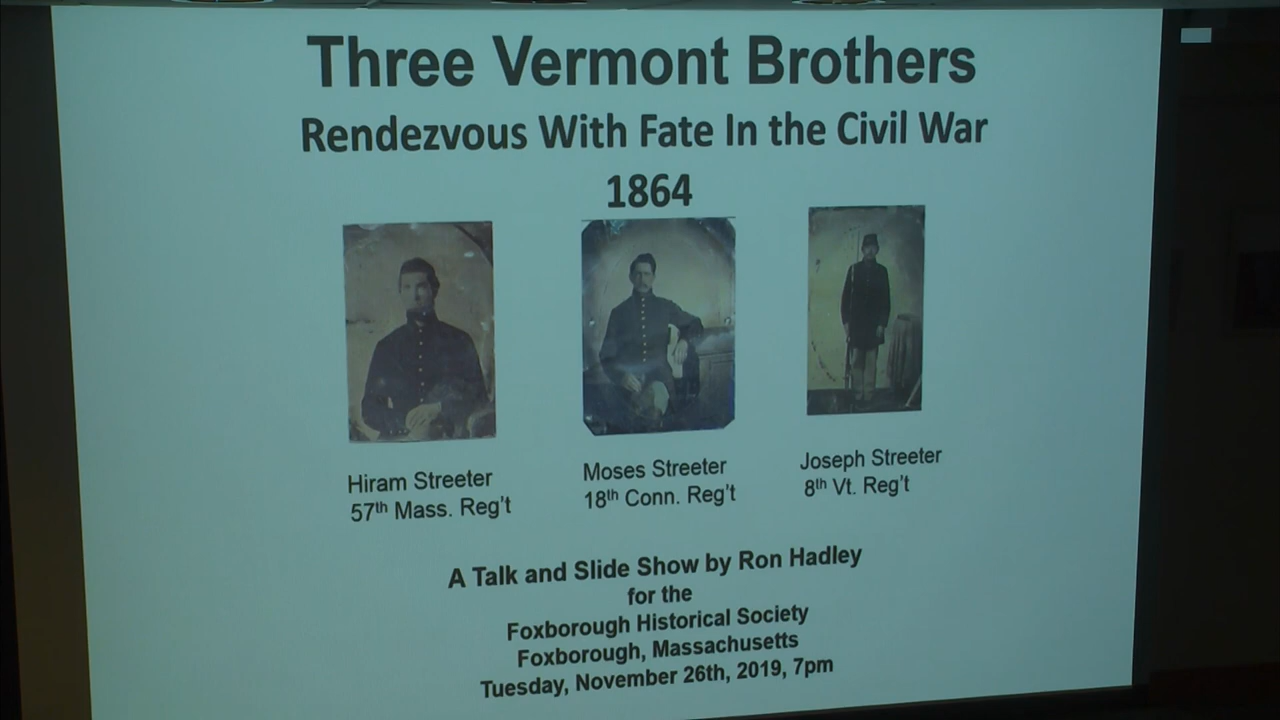 Three Vermont Brothers
Rendezvous With Fate In the Civil War
1864
Hiram Streeter
57th Mass. Reg't
Moses Streeter
18th Conn. Reg't
Joseph Streeter
8th Vt. Reg't
A Talk and Slide Show by Ron Hadley
for the
Foxborough Historical Society
Foxborough, Massachusetts
Tuesday, November 26th, 2019, 7pm